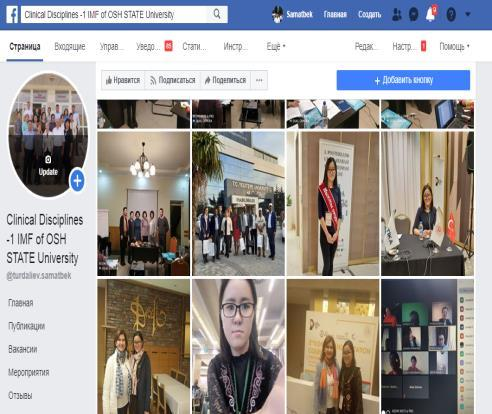 Clinical Disciplines -1 IMF of OSH STATE University
Samatbek Главная Создать
Страница Входящие Управ... Уведо... 85 Стати... Инстр... Ещё Редак... Настр... 1 Помощь
Нравится Подписаться Поделиться ... + Добавить кнопку
Update
Clinical Disciplines
-1 IMF of OSH
STATE University
@turdaliev.samatbek
Главная
Публикации
Вакансии
Мероприятия
Отзывы